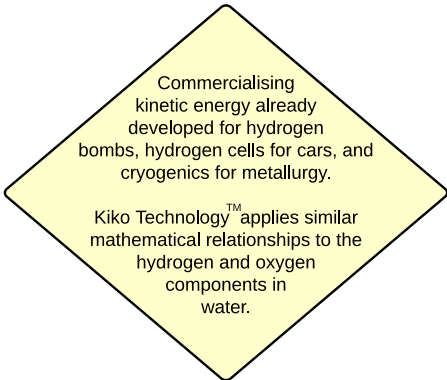 Commercialising
kinetic energy already
developed for hydrogen
bombs, hydrogen cells for cars, and
cryogenics for metallurgy.
Kiko Technology™ applies similar
mathematical relationships to the
hydrogen and oxygen
components in
water.